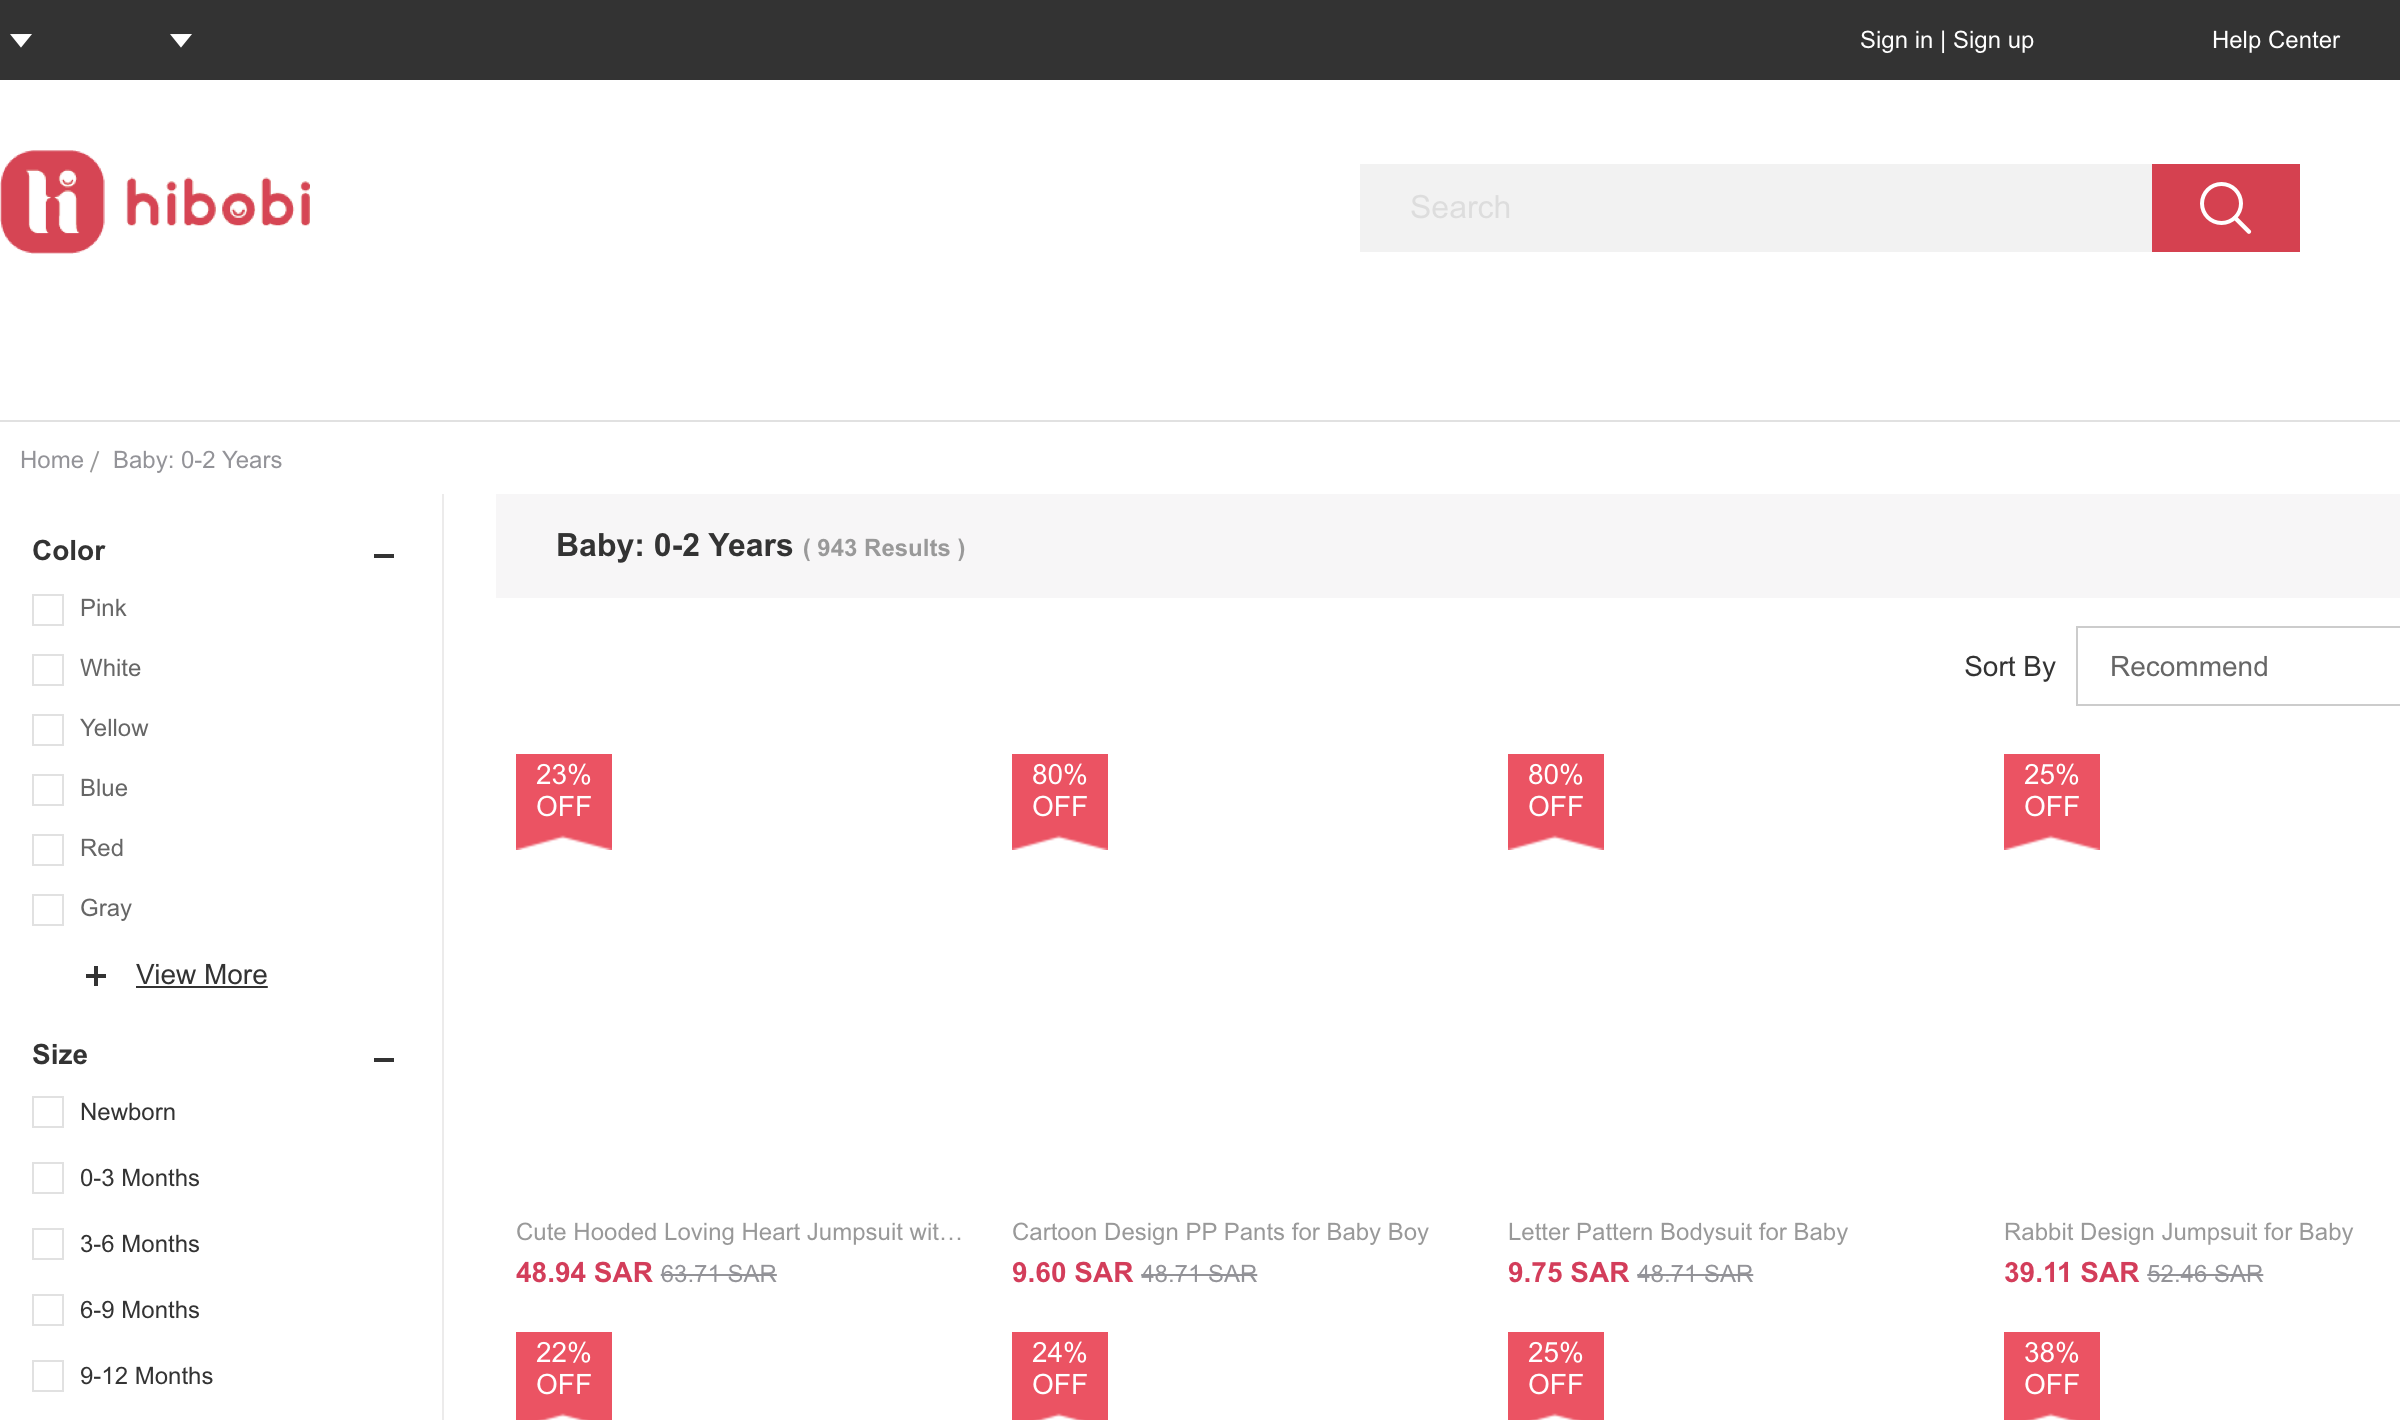 Sign in | Sign up
Help Center
hibobi
Search
Home / Baby: 0-2 Years
Color
Pink
White
Yellow
Blue
Red
Gray
View More
Size
Newborn
0-3 Months
3-6 Months
6-9 Months
9-12 Months
Baby: 0-2 Years ( 943 Results )
Sort By Recommend
23% OFF
Cute Hooded Loving Heart Jumpsuit wit...
48.94 SAR 63.71 SAR
80% OFF
Cartoon Design PP Pants for Baby Boy
9.60 SAR 48.71 SAR
80% OFF
Letter Pattern Bodysuit for Baby
9.75 SAR 48.71 SAR
25% OFF
Rabbit Design Jumpsuit for Baby
39.11 SAR 52.46 SAR
22% OFF
24% OFF
25% OFF
38% OFF